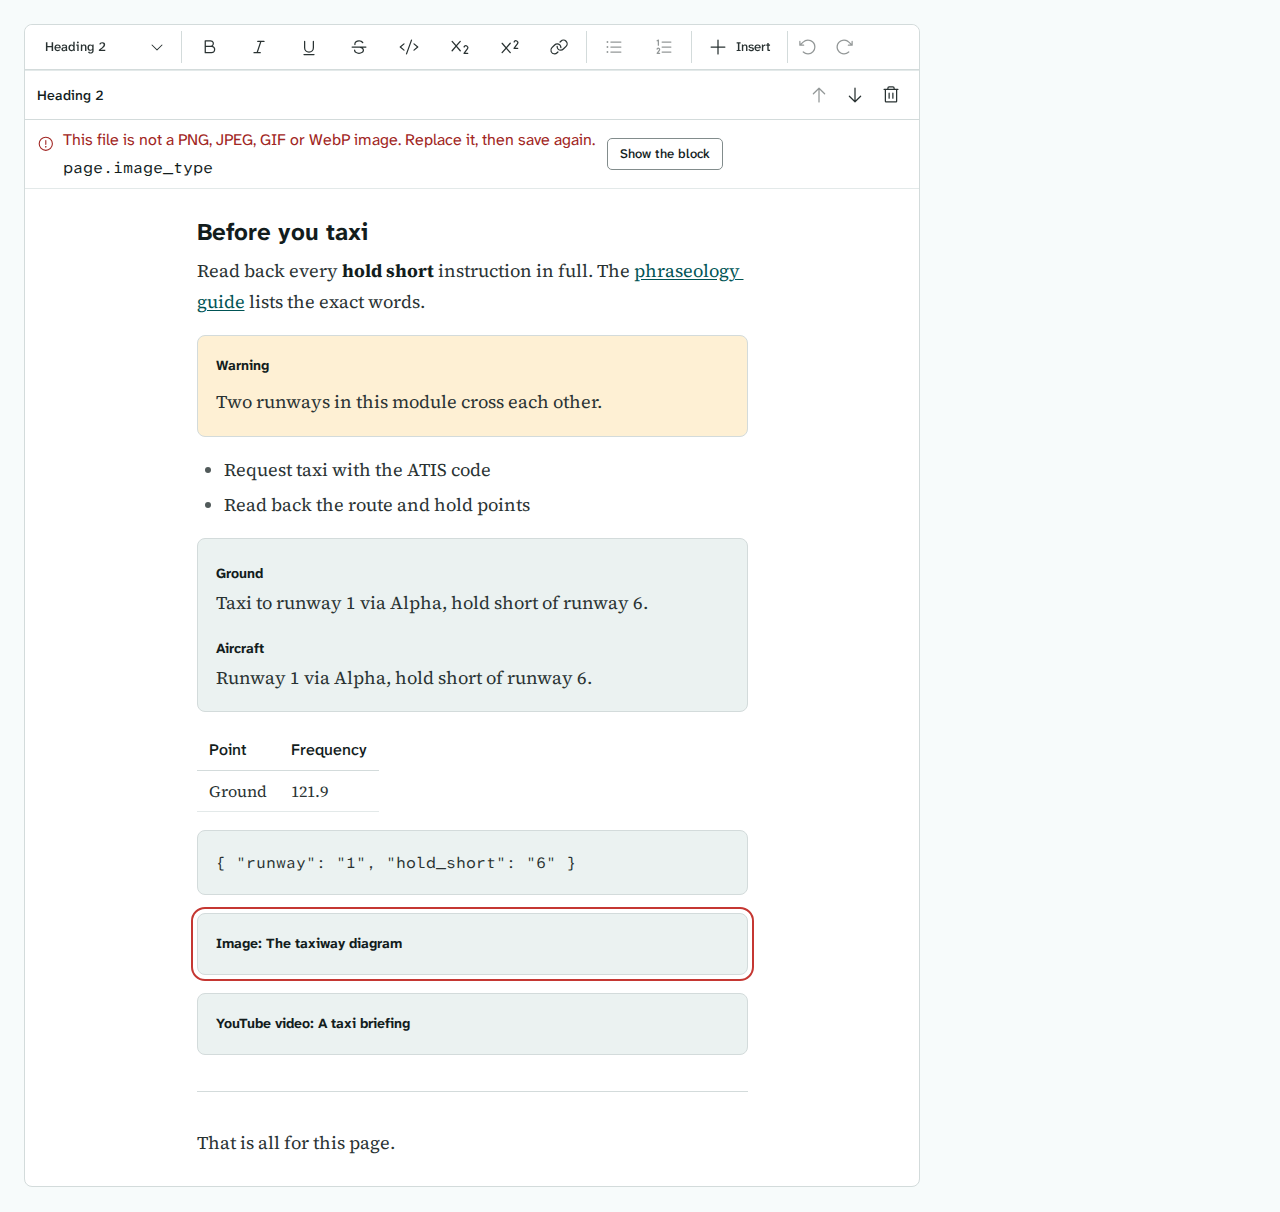 Heading 2
Insert
Heading 2
This file is not a PNG, JPEG, GIF or WebP image. Replace it, then save again.
page.image_type
Show the block
Before you taxi
Read back every hold short instruction in full. The phraseology
guide lists the exact words.
Warning
Two runways in this module cross each other.
Request taxi with the ATIS code
Read back the route and hold points
Ground
Taxi to runway 1 via Alpha, hold short of runway 6.
Aircraft
Runway 1 via Alpha, hold short of runway 6.
Point Frequency
Ground 121.9
{ "runway": "1", "hold_short": "6" }
Image: The taxiway diagram
YouTube video: A taxi briefing
That is all for this page.